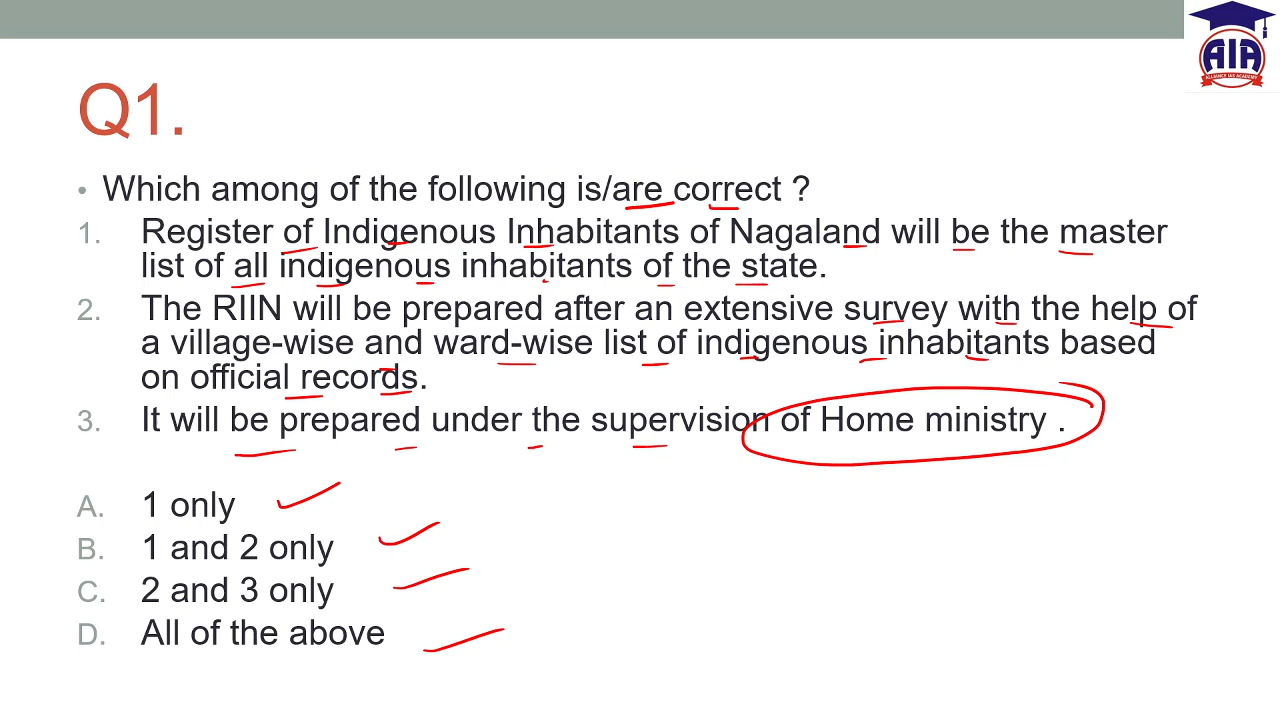 AIA
ALLIANCE IAS ACADEMY
Q1.
• Which among of the following is/are correct ?
1. Register of Indigenous Inhabitants of Nagaland will be the master
list of all indigenous inhabitants of the state.
2. The RIIN will be prepared after an extensive survey with the help of
a village-wise and ward-wise list of indigenous inhabitants based
on official records.
3. It will be prepared under the supervision of Home ministry .
A. 1 only
B. 1 and 2 only
C. 2 and 3 only
D. All of the above